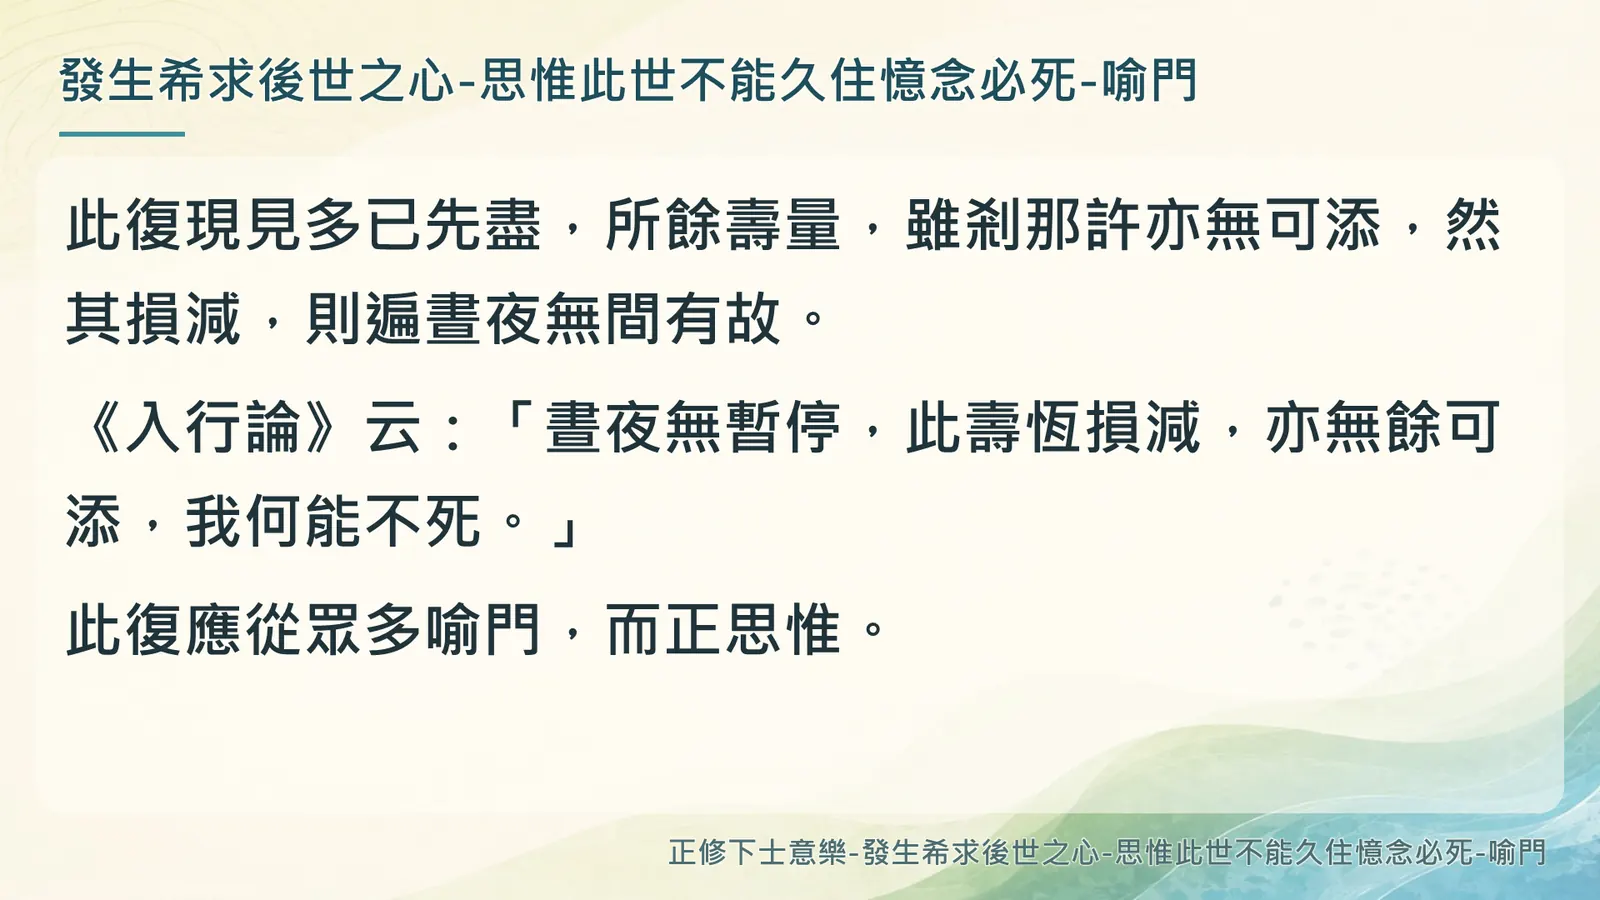 發生希求後世之心-思惟此世不能久住憶念必死-喻門
此復現見多已先盡，所餘壽量，雖剎那許亦無可添，然
其損減，則遍晝夜無間有故。
《入行論》云：「晝夜無暫停，此壽恆損減，亦無餘可
添，我何能不死。」
此復應從眾多喻門，而正思惟。
正修下士意樂-發生希求後世之心-思惟此世不能久住憶念必死-喻門